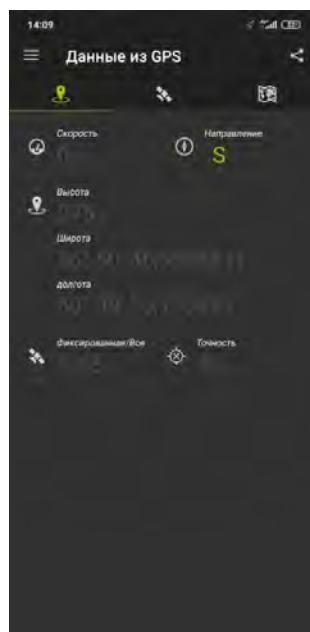 14:09
Данные из GPS
Скорость
Направление
S
Высота
Широта
долгота
Фиксированная/Все
Точность